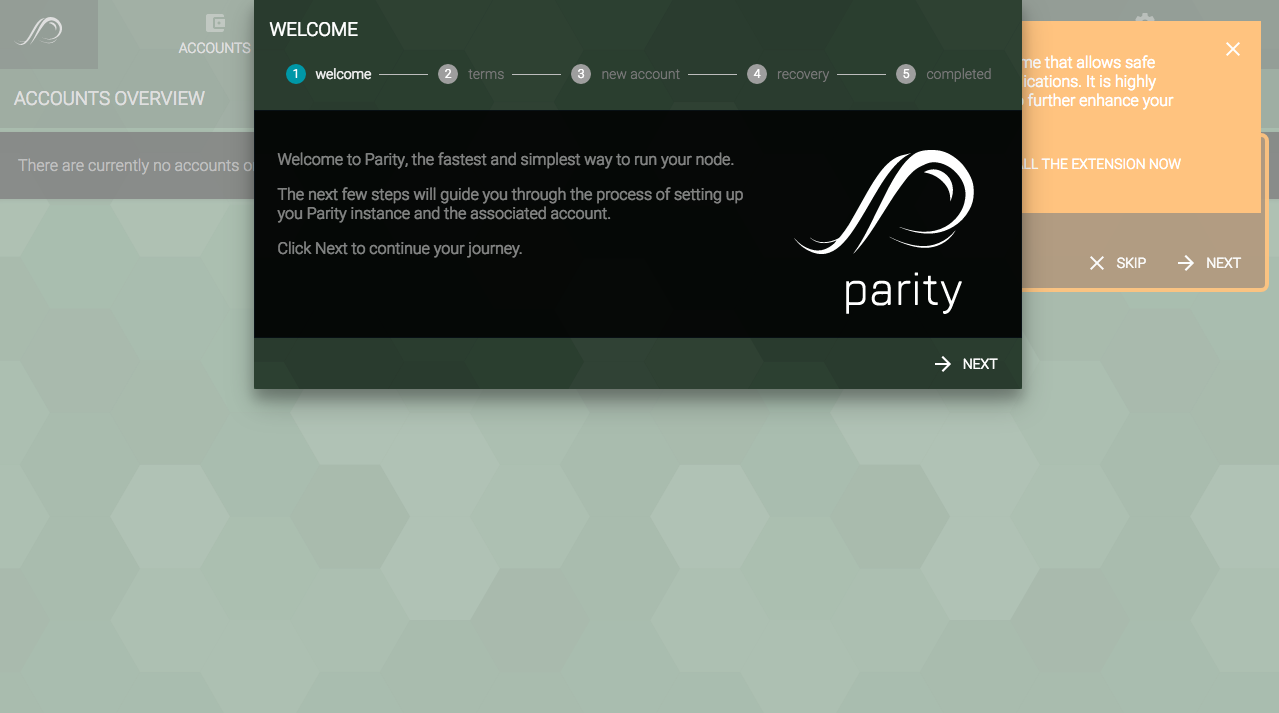 ACCOUNTS
ACCOUNTS OVERVIEW
There are currently no accounts
WELCOME
1 welcome 2 terms 3 new account 4 recovery 5 completed
Welcome to Parity, the fastest and simplest way to run your node.
The next few steps will guide you through the process of setting up
you Parity instance and the associated account.
Click Next to continue your journey.
parity
NEXT
that allows safe
It is highly
further enhance your
THE EXTENSION NOW
SKIP NEXT